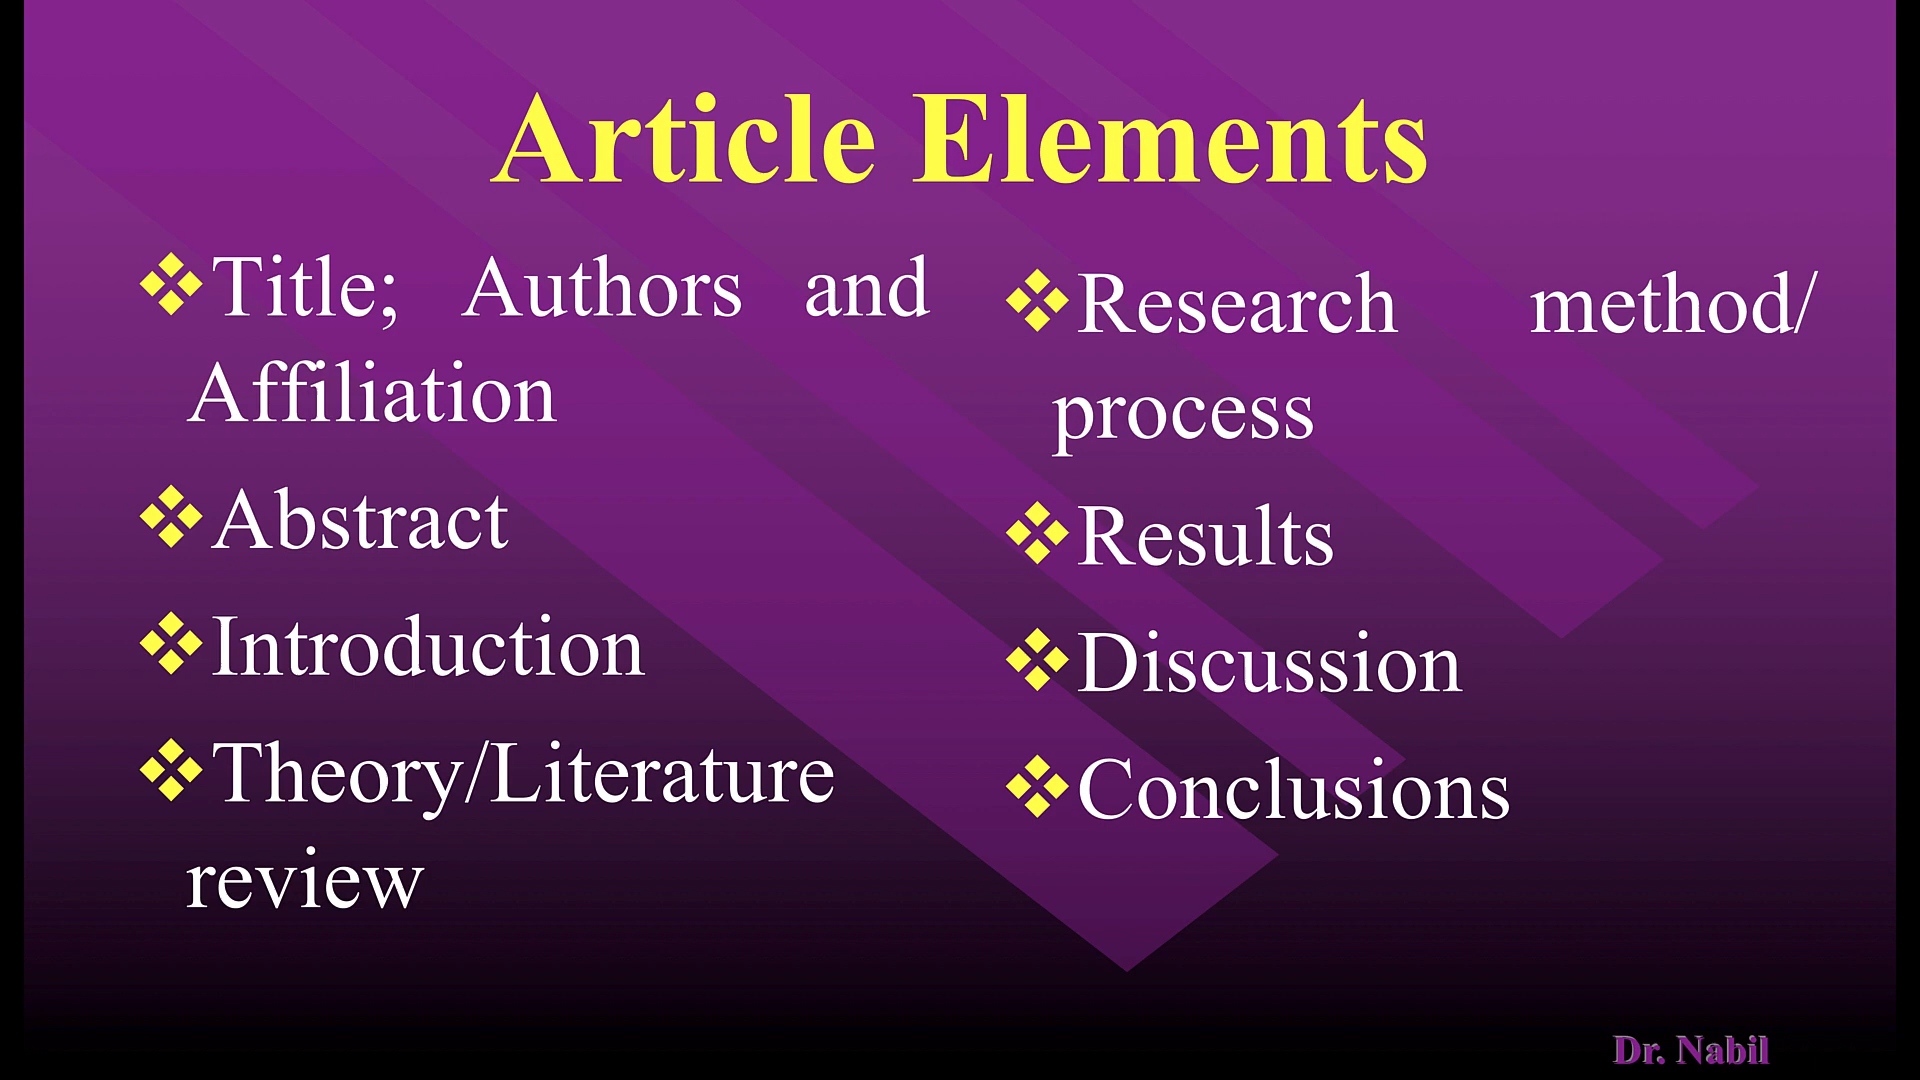 Article Elements
❖Title; Authors and
Affiliation
❖Abstract
❖Introduction
❖Theory/Literature
review
❖Research method/
process
❖Results
❖Discussion
❖Conclusions
Dr. Nabil